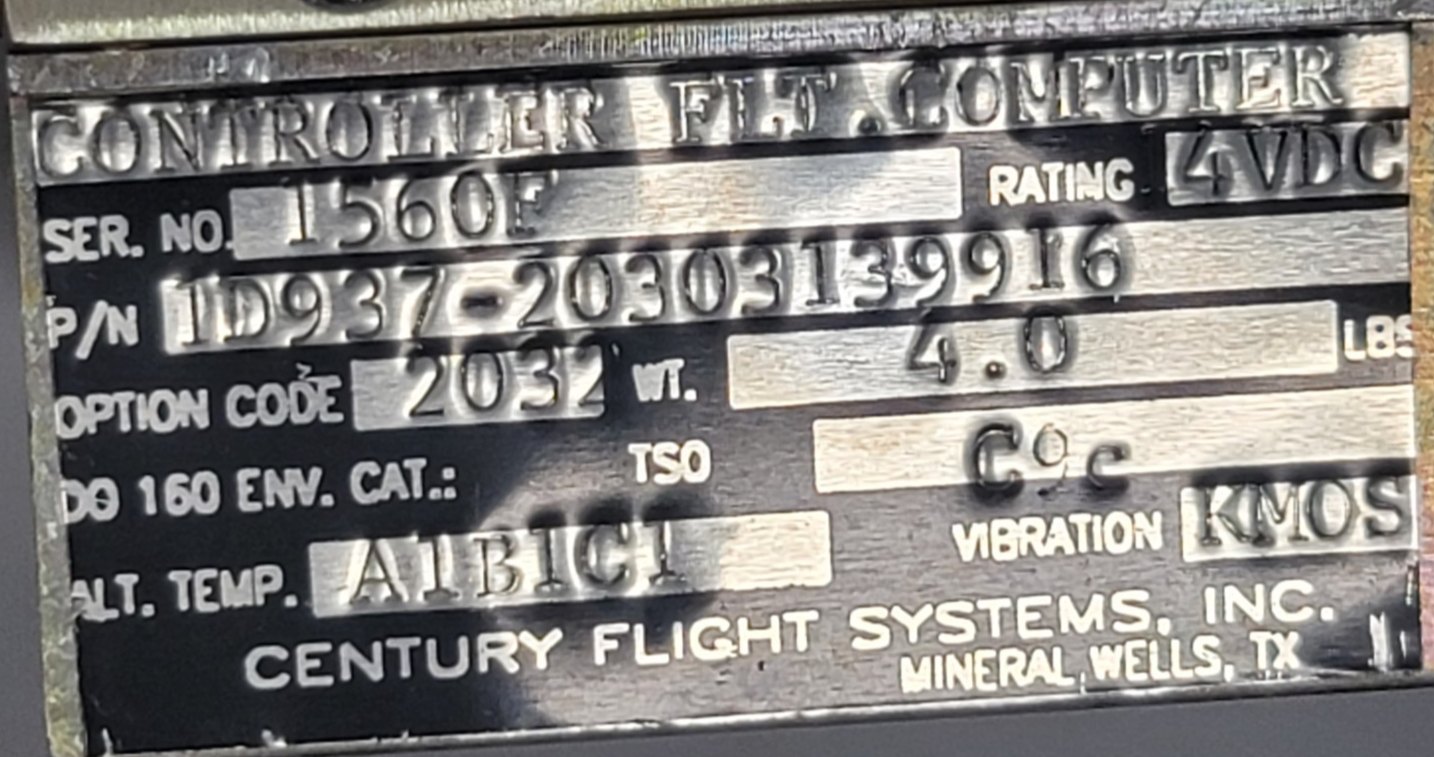 CONTROLLER FLT.COMPUTER
SER. NO. 1560F RATING 4VDC
P/N 1D937-20303139916
OPTION CODE 2032 WT. 4.0 LBS
DO 160 ENV. CAT.: TSO C9c
ALT. TEMP. A1B1C1 VIBRATION KMOS
CENTURY FLIGHT SYSTEMS, INC.
MINERAL WELLS, TX